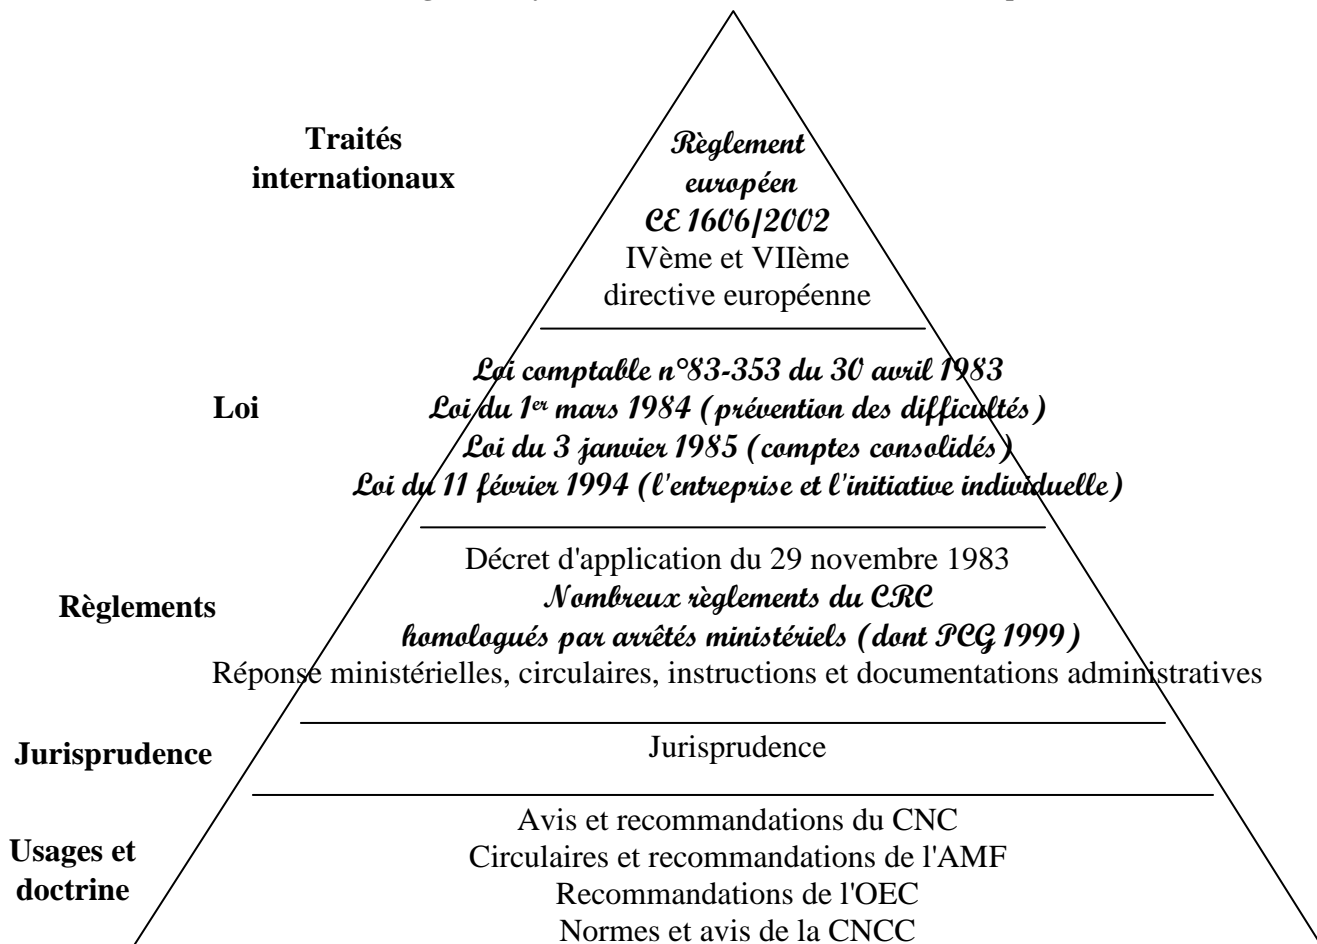 Traités
internationaux
Règlement
européen
CE 1606/2002
IVème et VIIème
directive européenne
Loi
Loi comptable n°83-353 du 30 avril 1983
Loi du 1er mars 1984 (prévention des difficultés)
Loi du 3 janvier 1985 (comptes consolidés)
Loi du 11 février 1994 (l'entreprise et l'initiative individuelle)
Règlements
Décret d'application du 29 novembre 1983
Nombreux règlements du CRC
homologués par arrêtés ministériels (dont PCG 1999)
Réponse ministérielles, circulaires, instructions et documentations administratives
Jurisprudence
Jurisprudence
Usages et
doctrine
Avis et recommandations du CNC
Circulaires et recommandations de l'AMF
Recommandations de l'OEC
Normes et avis de la CNCC